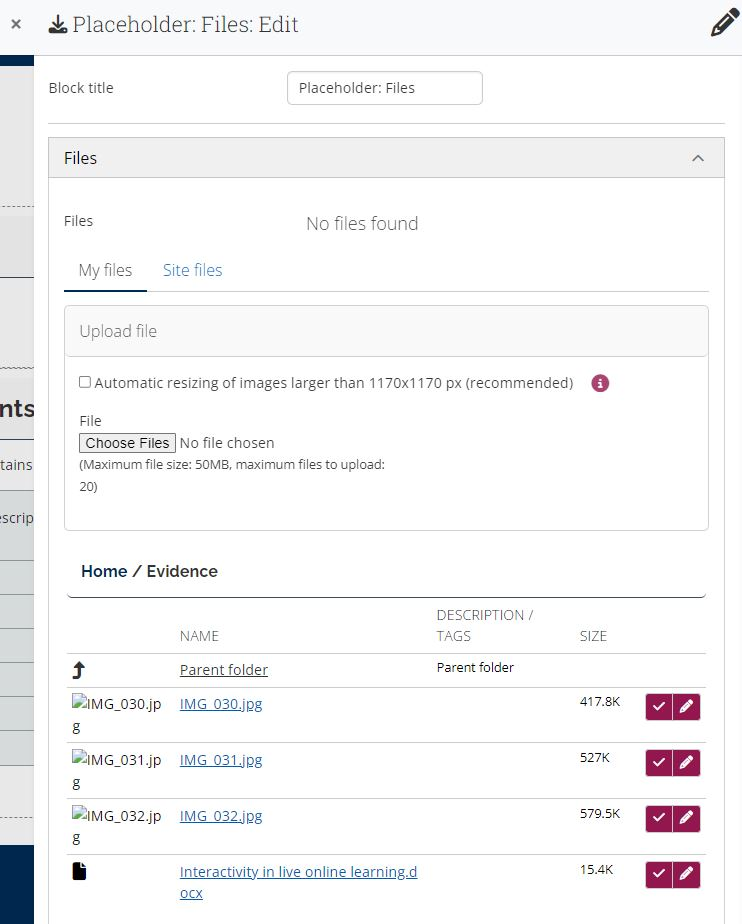 × Placeholder: Files: Edit
Block title Placeholder: Files
Files
Files No files found
My files Site files
Upload file
Automatic resizing of images larger than 1170x1170 px (recommended)
File
Choose Files No file chosen
(Maximum file size: 50MB, maximum files to upload:
20)
nts
tains
escrip
Home / Evidence
DESCRIPTION /
NAME TAGS SIZE
Parent folder Parent folder
IMG_030.jp IMG_030.jpg 417.8K
g
IMG_031.jp IMG_031.jpg 527K
g
IMG_032.jp IMG_032.jpg 579.5K
g
Interactivity in live online learning.d 15.4K
ocx